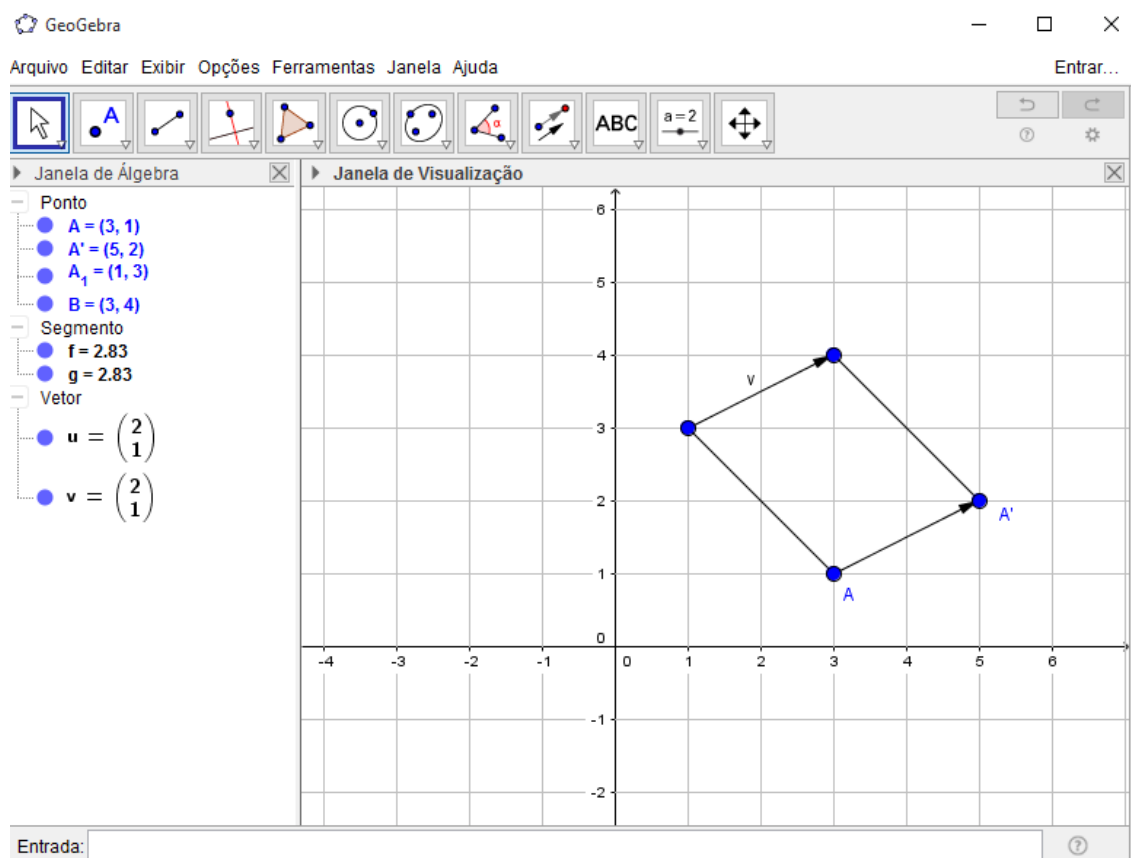 GeoGebra
Arquivo Editar Exibir Opções Ferramentas Janela Ajuda Entrar...
A α ABC a = 2
Janela de Álgebra
Ponto
A = (3, 1)
A' = (5, 2)
A₁ = (1, 3)
B = (3, 4)
Segmento
f = 2.83
g = 2.83
Vetor
u = (2
1)
v = (2
1)
Janela de Visualização
6
5
4
v
3
2
A'
1
A
0
-4 -3 -2 -1 0 1 2 3 4 5 6
-1
-2
Entrada: